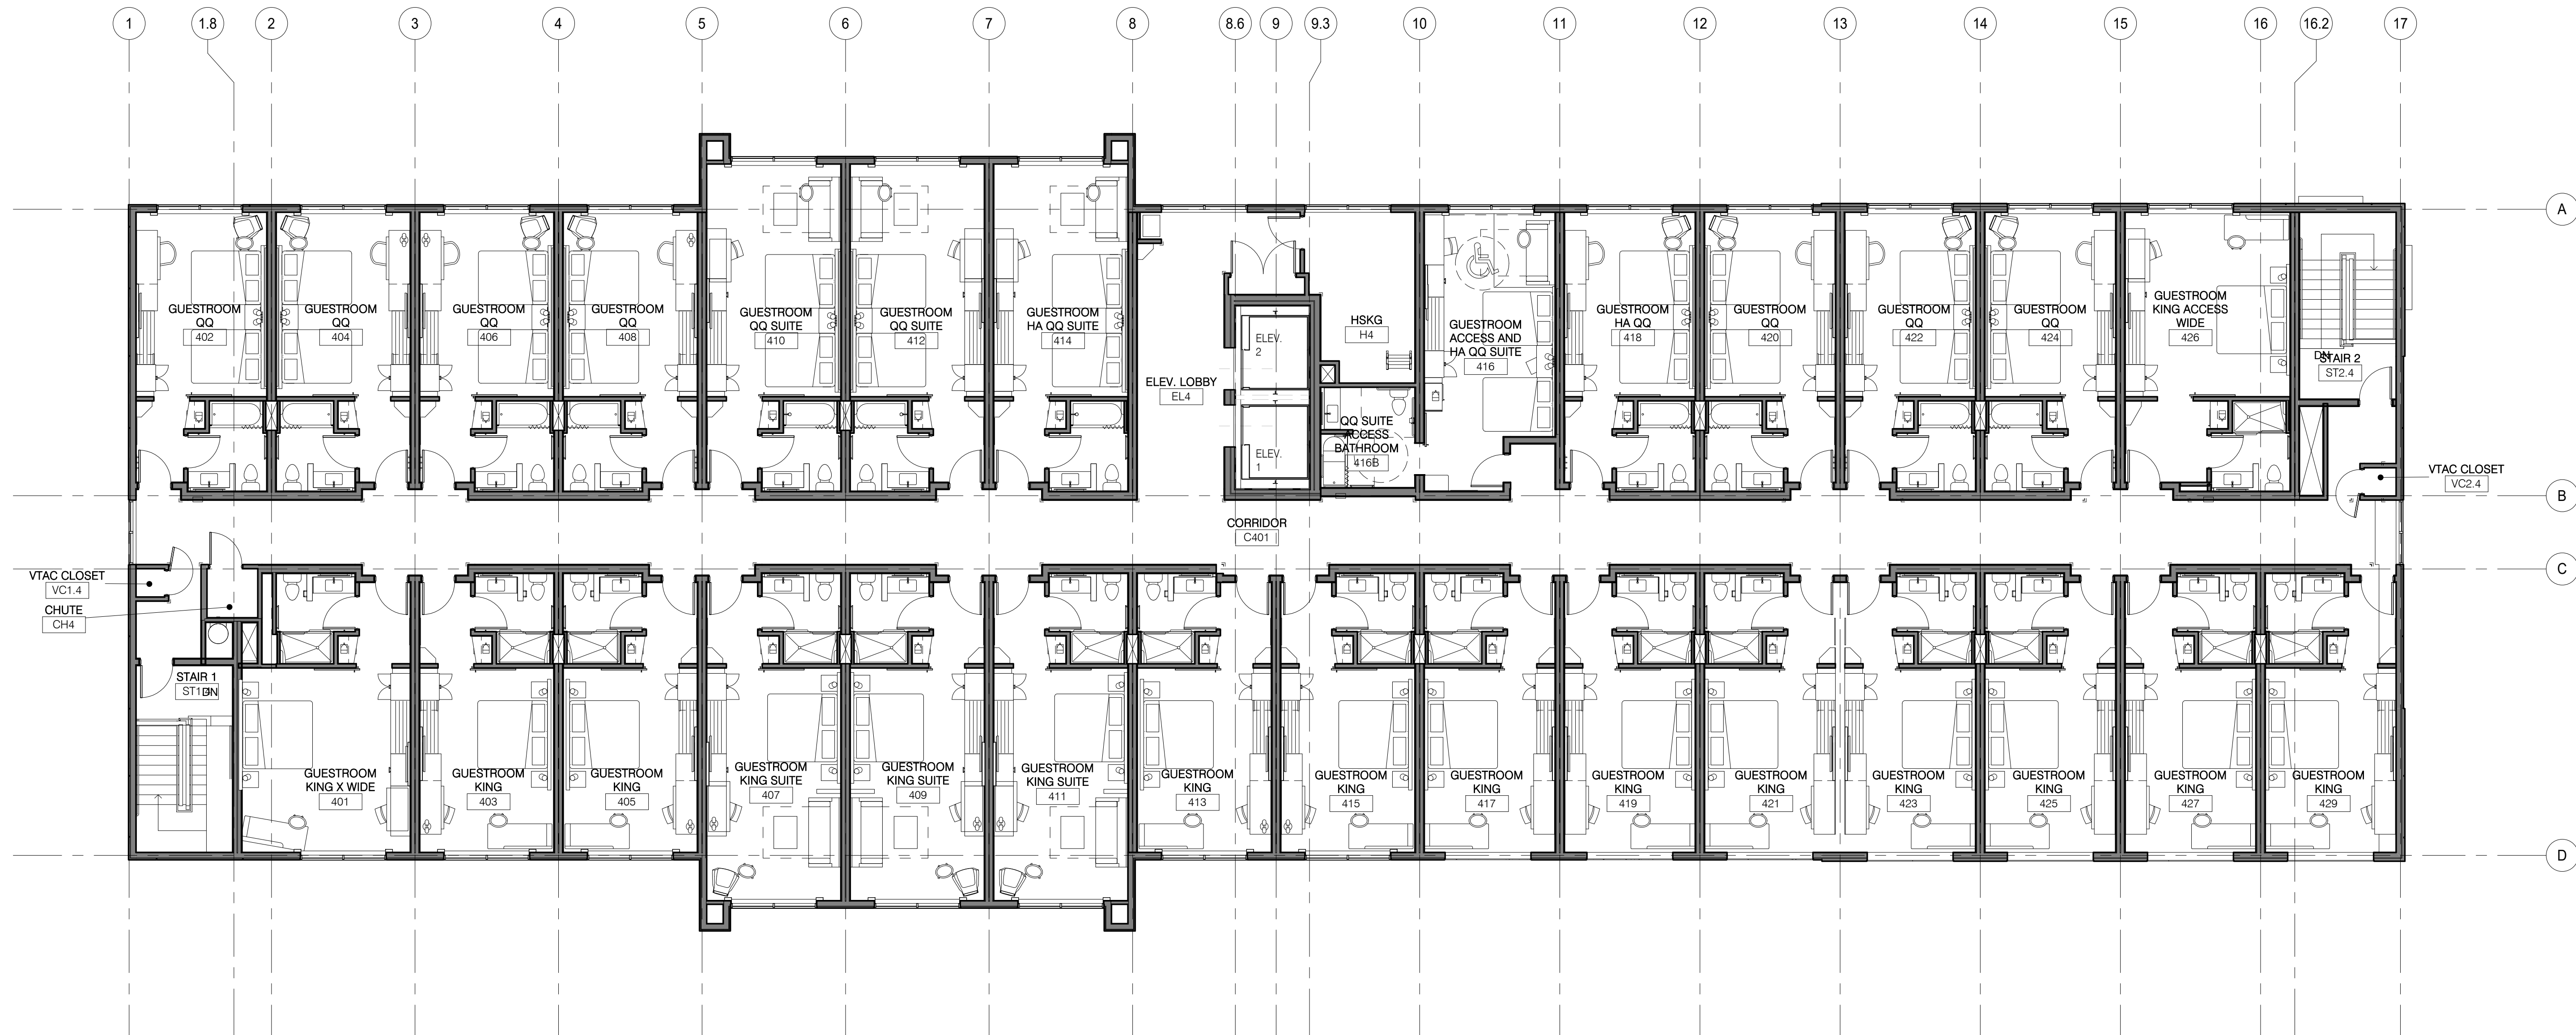 1
1.8
2
3
4
5
6
7
8
8.6
9
9.3
10
11
12
13
14
15
16
16.2
17
A
B
C
D
GUESTROOM
QQ
402
GUESTROOM
QQ
404
GUESTROOM
QQ
406
GUESTROOM
QQ
408
GUESTROOM
QQ SUITE
410
GUESTROOM
QQ SUITE
412
GUESTROOM
HA QQ SUITE
414
ELEV. LOBBY
EL4
ELEV.
2
ELEV.
1
HSKG
H4
QQ SUITE
ACCESS
BATHROOM
416B
GUESTROOM
ACCESS AND
HA QQ SUITE
416
GUESTROOM
HA QQ
418
GUESTROOM
QQ
420
GUESTROOM
QQ
422
GUESTROOM
QQ
424
GUESTROOM
KING ACCESS
WIDE
426
DN
STAIR 2
ST2.4
VTAC CLOSET
VC2.4
CORRIDOR
C401
VTAC CLOSET
VC1.4
CHUTE
CH4
STAIR 1
ST1.4
DN
GUESTROOM
KING X WIDE
401
GUESTROOM
KING
403
GUESTROOM
KING
405
GUESTROOM
KING SUITE
407
GUESTROOM
KING SUITE
409
GUESTROOM
KING SUITE
411
GUESTROOM
KING
413
GUESTROOM
KING
415
GUESTROOM
KING
417
GUESTROOM
KING
419
GUESTROOM
KING
421
GUESTROOM
KING
423
GUESTROOM
KING
425
GUESTROOM
KING
427
GUESTROOM
KING
429